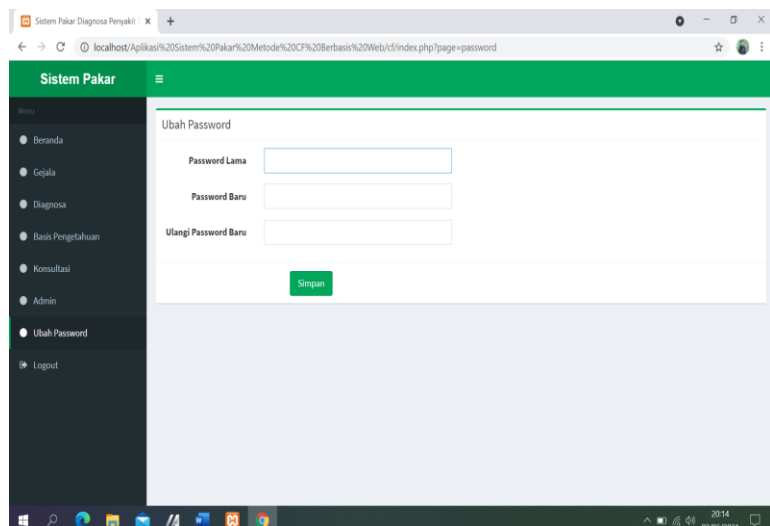 Sistem Pakar Diagnosa Penyakit
localhost/Aplikasi%20Sistem%20Pakar%20Metode%20CF%20Berbasis%20Web/cf/index.php?page=password
Sistem Pakar
Menu
Beranda
Gejala
Diagnosa
Basis Pengetahuan
Konsultasi
Admin
Ubah Password
Logout
Ubah Password
Password Lama
Password Baru
Ulangi Password Baru
Simpan
20:14